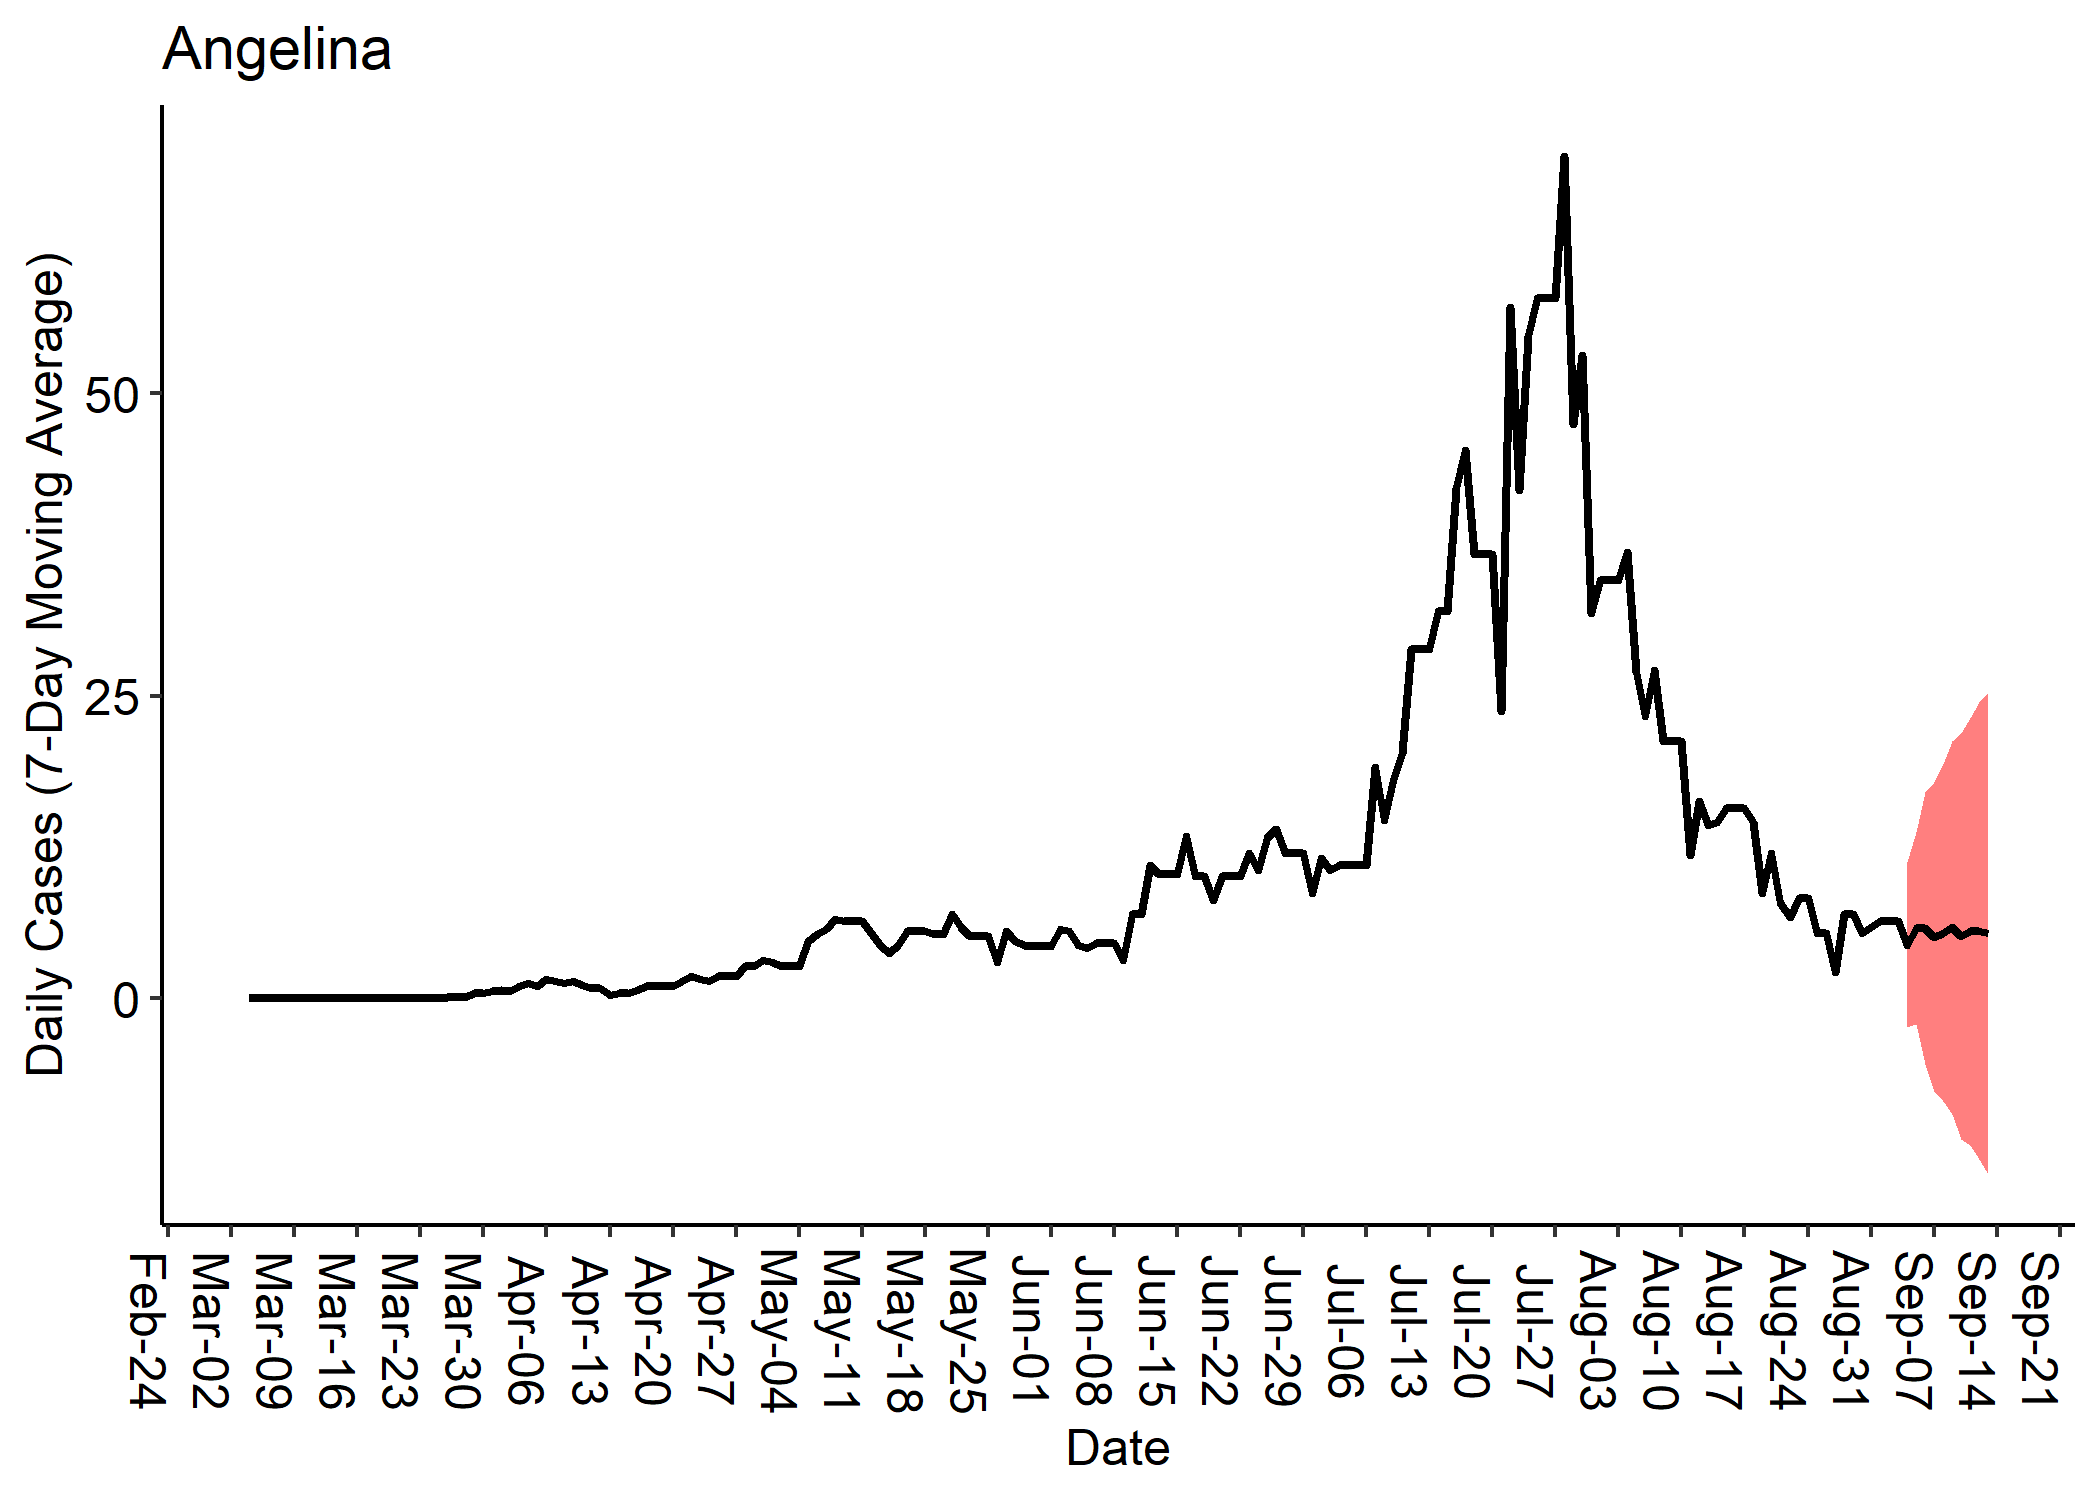 Angelina
Daily Cases (7-Day Moving Average)
50
25
0
Feb-24
Mar-02
Mar-09
Mar-16
Mar-23
Mar-30
Apr-06
Apr-13
Apr-20
Apr-27
May-04
May-11
May-18
May-25
Jun-01
Jun-08
Jun-15
Jun-22
Jun-29
Jul-06
Jul-13
Jul-20
Jul-27
Aug-03
Aug-10
Aug-17
Aug-24
Aug-31
Sep-07
Sep-14
Sep-21
Date